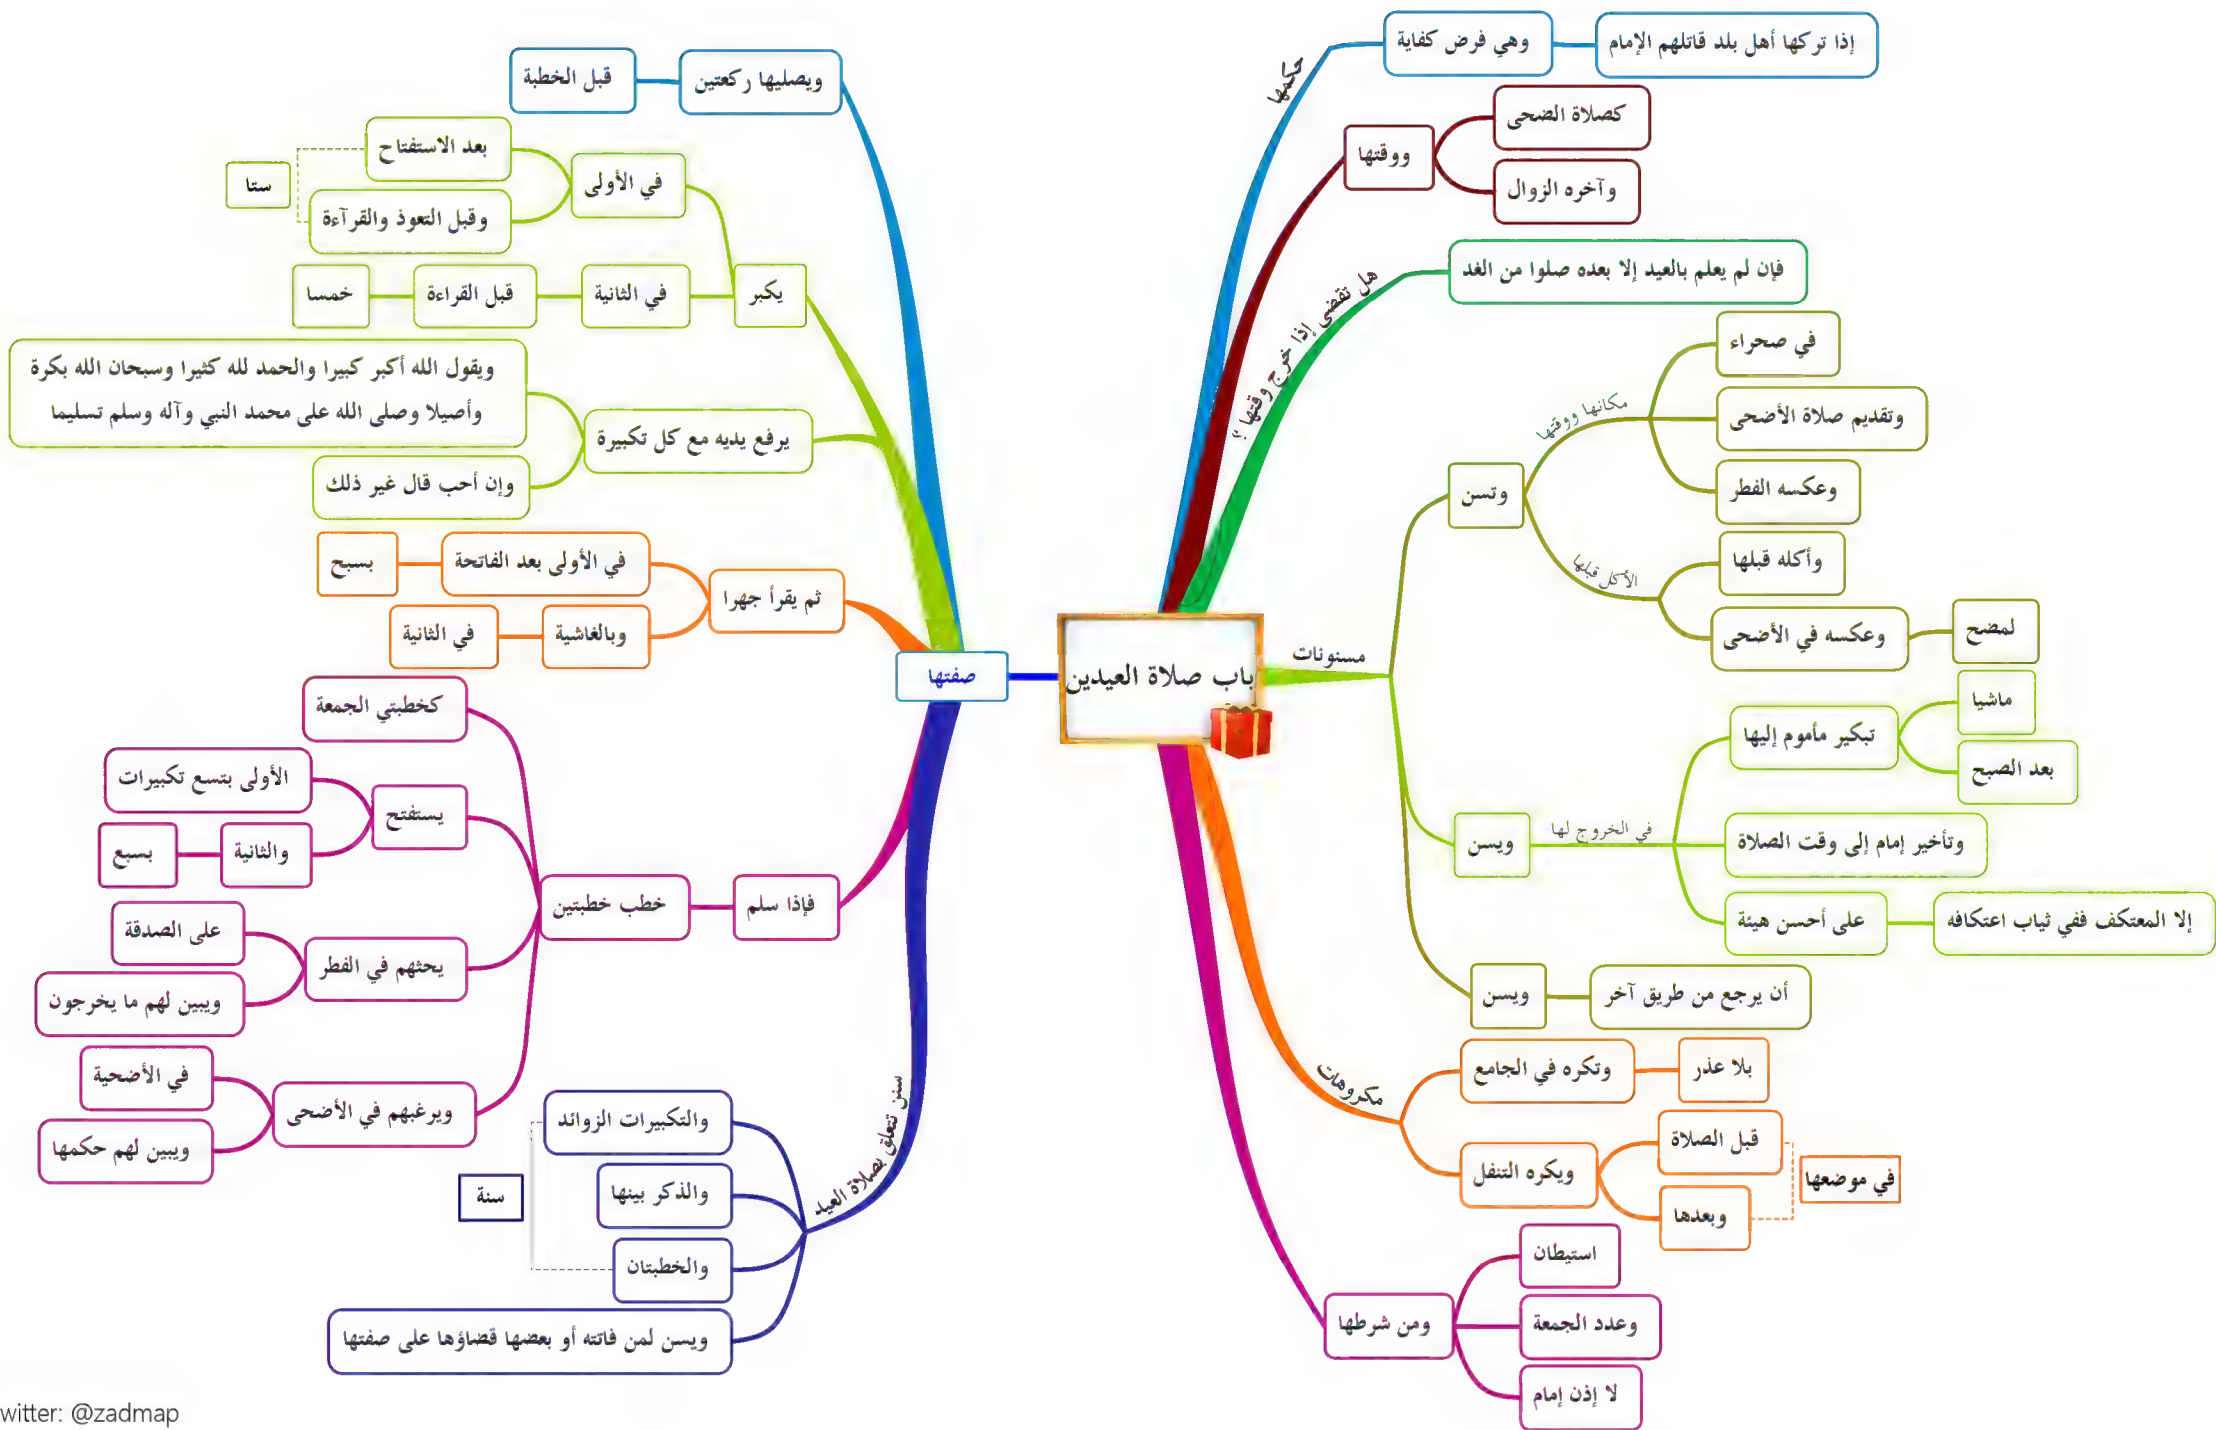 باب صلاة العيدين
حكمها
وهي فرض كفاية
إذا تركها أهل بلد قاتلهم الإمام
ووقتها
كصلاة الضحى
وآخره الزوال
هل تقضى إذا خرج وقتها ؟
فإن لم يعلم بالعيد إلا بعده صلوا من الغد
مسنونات
وتسن
مكانها ووقتها
في صحراء
وتقديم صلاة الأضحى
وعكسه الفطر
الأكل قبلها
وأكله قبلها
وعكسه في الأضحى
لمضح
ويسن
في الخروج لها
تبكير مأموم إليها
ماشيا
بعد الصبح
وتأخير إمام إلى وقت الصلاة
على أحسن هيئة
إلا المعتكف ففي ثياب اعتكافه
ويسن
أن يرجع من طريق آخر
مكروهات
وتكره في الجامع
بلا عذر
ويكره التنفل
قبل الصلاة
وبعدها
في موضعها
ومن شرطها
استيطان
وعدد الجمعة
لا إذن إمام
صفتها
ويصليها ركعتين
قبل الخطبة
يكبر
في الأولى
بعد الاستفتاح
وقبل التعوذ والقرآءة
ستا
في الثانية
قبل القراءة
خمسا
يرفع يديه مع كل تكبيرة
ويقول الله أكبر كبيرا والحمد لله كثيرا وسبحان الله بكرة
وأصيلا وصلى الله على محمد النبي وآله وسلم تسليما
وإن أحب قال غير ذلك
ثم يقرأ جهرا
في الأولى بعد الفاتحة
بسبح
وبالغاشية
في الثانية
فإذا سلم
خطب خطبتين
كخطبتي الجمعة
يستفتح
الأولى بتسع تكبيرات
والثانية
بسبع
يحثهم في الفطر
على الصدقة
ويبين لهم ما يخرجون
ويرغبهم في الأضحى
في الأضحية
ويبين لهم حكمها
سنن تتعلق بصلاة العيد
والتكبيرات الزوائد
والذكر بينها
والخطبتان
سنة
ويسن لمن فاتته أو بعضها قضاؤها على صفتها
witter: @zadmap